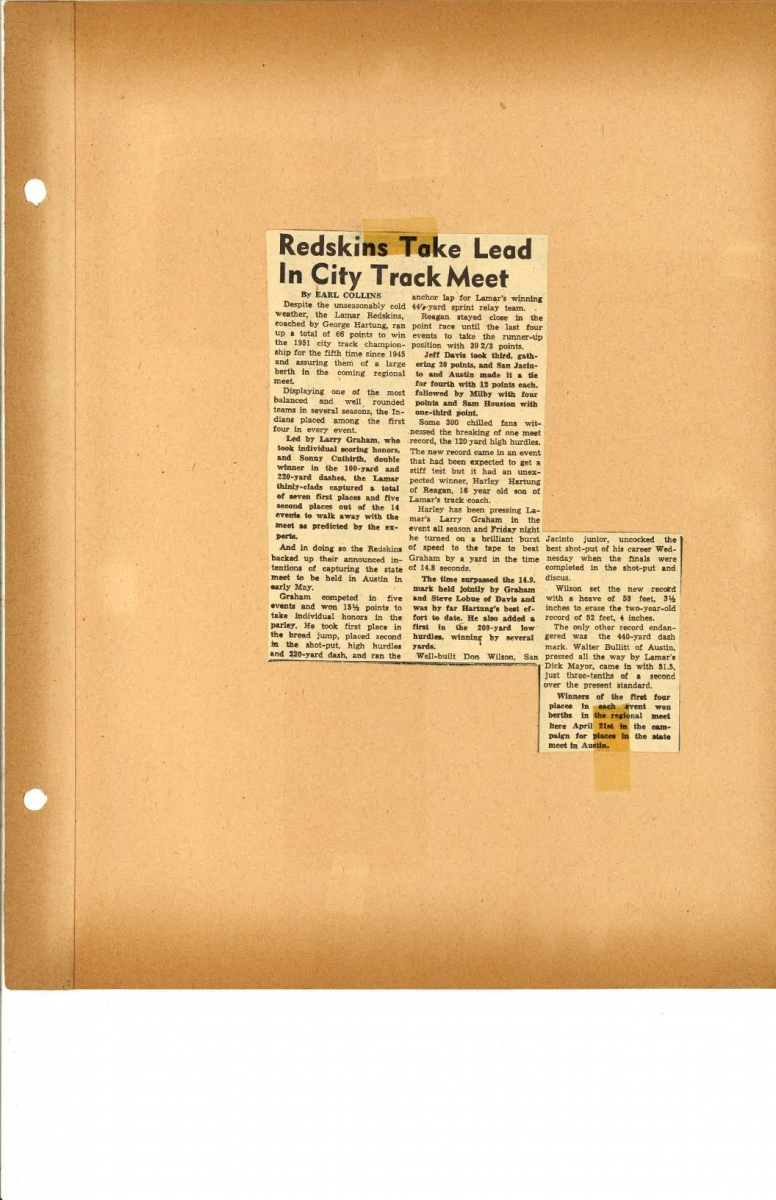 Redskins Take Lead
In City Track Meet
By EARL COLLINS
Despite the unseasonably cold
weather, the Lamar Redskins,
coached by George Hartung, ran
up a total of 66 points to win
the 1951 city track champion-
ship for the fifth time since 1945
and assuring them of a large
berth in the coming regional
meet.
Displaying one of the most
balanced and well rounded
teams in several seasons, the In-
dians placed among the first
four in every event.
Led by Larry Graham, who
took individual scoring honors,
and Sonny Cutbirth, double
winner in the 100-yard and
220-yard dashes, the Lamar
thinly-clads captured a total
of seven first places and five
second places out of the 14
events to walk away with the
meet as predicted by the ex-
perts.
And in doing so the Redskins
backed up their announced in-
tentions of capturing the state
meet to be held in Austin in
early May.
Graham competed in five
events and won 15½ points to
take individual honors in the
parley. He took first place in
the broad jump, placed second
in the shot-put, high hurdles
and 220-yard dash, and ran the
anchor lap for Lamar's winning
-yard sprint relay team.
Reagan stayed close in the
point race until the last four
events to take the runner-tip
position with 39 2/3 points.
Jeff Davis took third, gath-
ering 20 points, and San Jacin-
to and Austin made it a tie
for fourth with 12 points each,
followed by Milby with four
points and Sam Houston with
one-third point.
Some 300 chilled fans wit-
nessed the breaking of one meet
record, the 120 yard high hurdles.
The new record came in an event
that had been expected to get a
stiff test but it had an unex-
pected winner, Harley Hartung
of Reagan, 16 year old son of
Lamar's track coach.
Harley has been pressing La-
mar's Larry Graham in the
event all season and Friday night
he turned on a brilliant burst
of speed to the tape to beat
Graham by a yard in the time
of 14.8 seconds.
The time surpassed the 14.9.
mark held jointly by Graham
and Steve Lobue of Davis and
was by far Hartung's best ef-
fort to date. He also added a
first in the 200-yard low
hurdles, winning by several
yards.
Well-built Don Wilson, San
Jacinto junior, uncocked the
best shot-put of his career Wed-
nesday when the finals were
completed in the shot-put and
discus.
Wilson set the new record
with a heave of 53 feet, 3½
inches to erase the two-year-old
record of 52 feet, 4 inches.
The only other record endan-
gered was the 440-yard dash
mark. Walter Bullitt of Austin,
pressed all the way by Lamar's
Dick Mayor, came in with 51.5,
just three-tenths of a second
over the present standard.
Winners of the first four
places in each event won
berths in the regional meet
here April 21st in the cam-
paign for places in the state
meet in Austin.